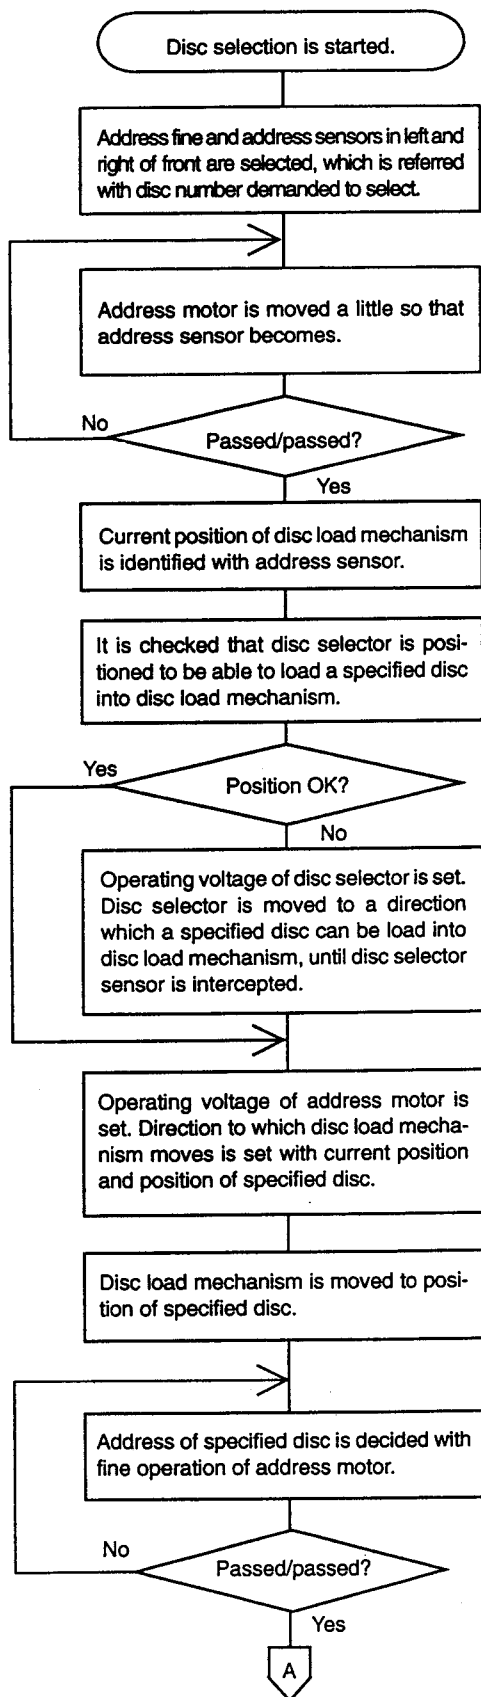 Disc selection is started.
Address fine and address sensors in left and
right of front are selected, which is referred
with disc number demanded to select.
Address motor is moved a little so that
address sensor becomes.
No
Passed/passed?
Yes
Current position of disc load mechanism
is identified with address sensor.
It is checked that disc selector is posi-
tioned to be able to load a specified disc
into disc load mechanism.
Yes
Position OK?
No
Operating voltage of disc selector is set.
Disc selector is moved to a direction
which a specified disc can be load into
disc load mechanism, until disc selector
sensor is intercepted.
Operating voltage of address motor is
set. Direction to which disc load mecha-
nism moves is set with current position
and position of specified disc.
Disc load mechanism is moved to posi-
tion of specified disc.
Address of specified disc is decided with
fine operation of address motor.
No
Passed/passed?
Yes
A